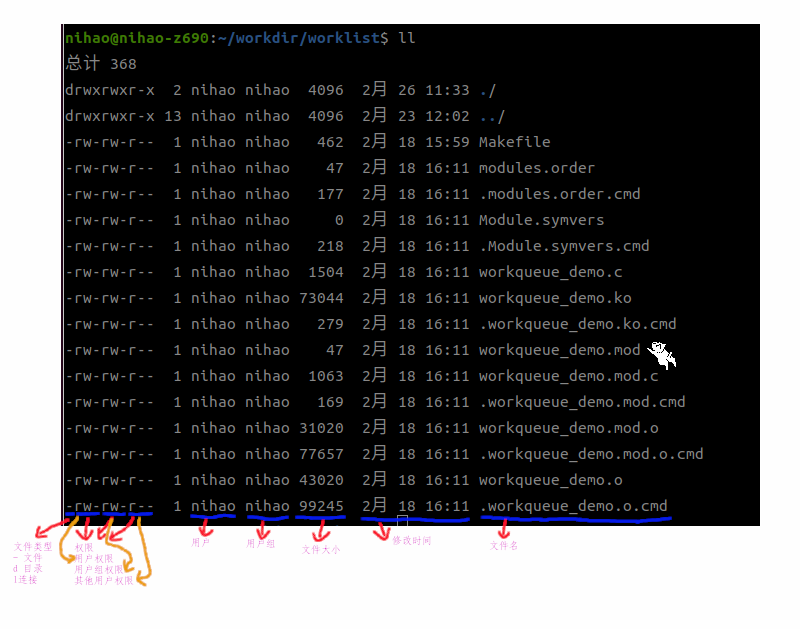 nihao@nihao-z690:~/workdir/worklist$ ll
总计 368
drwxrwxr-x  2 nihao nihao  4096  2月 26 11:33 ./
drwxrwxr-x 13 nihao nihao  4096  2月 23 12:02 ../
-rw-rw-r--  1 nihao nihao   462  2月 18 15:59 Makefile
-rw-rw-r--  1 nihao nihao    47  2月 18 16:11 modules.order
-rw-rw-r--  1 nihao nihao   177  2月 18 16:11 .modules.order.cmd
-rw-rw-r--  1 nihao nihao     0  2月 18 16:11 Module.symvers
-rw-rw-r--  1 nihao nihao   218  2月 18 16:11 .Module.symvers.cmd
-rw-rw-r--  1 nihao nihao  1504  2月 18 16:11 workqueue_demo.c
-rw-rw-r--  1 nihao nihao 73044  2月 18 16:11 workqueue_demo.ko
-rw-rw-r--  1 nihao nihao   279  2月 18 16:11 .workqueue_demo.ko.cmd
-rw-rw-r--  1 nihao nihao    47  2月 18 16:11 workqueue_demo.mod
-rw-rw-r--  1 nihao nihao  1063  2月 18 16:11 workqueue_demo.mod.c
-rw-rw-r--  1 nihao nihao   169  2月 18 16:11 .workqueue_demo.mod.cmd
-rw-rw-r--  1 nihao nihao 31020  2月 18 16:11 workqueue_demo.mod.o
-rw-rw-r--  1 nihao nihao 77657  2月 18 16:11 .workqueue_demo.mod.o.cmd
-rw-rw-r--  1 nihao nihao 43020  2月 18 16:11 workqueue_demo.o
-rw-rw-r--  1 nihao nihao 99245  2月 18 16:11 .workqueue_demo.o.cmd
文件类型
- 文件
d 目录
l连接
权限
用户权限
用户组权限
其他用户权限
用户
用户组
文件大小
修改时间
文件名